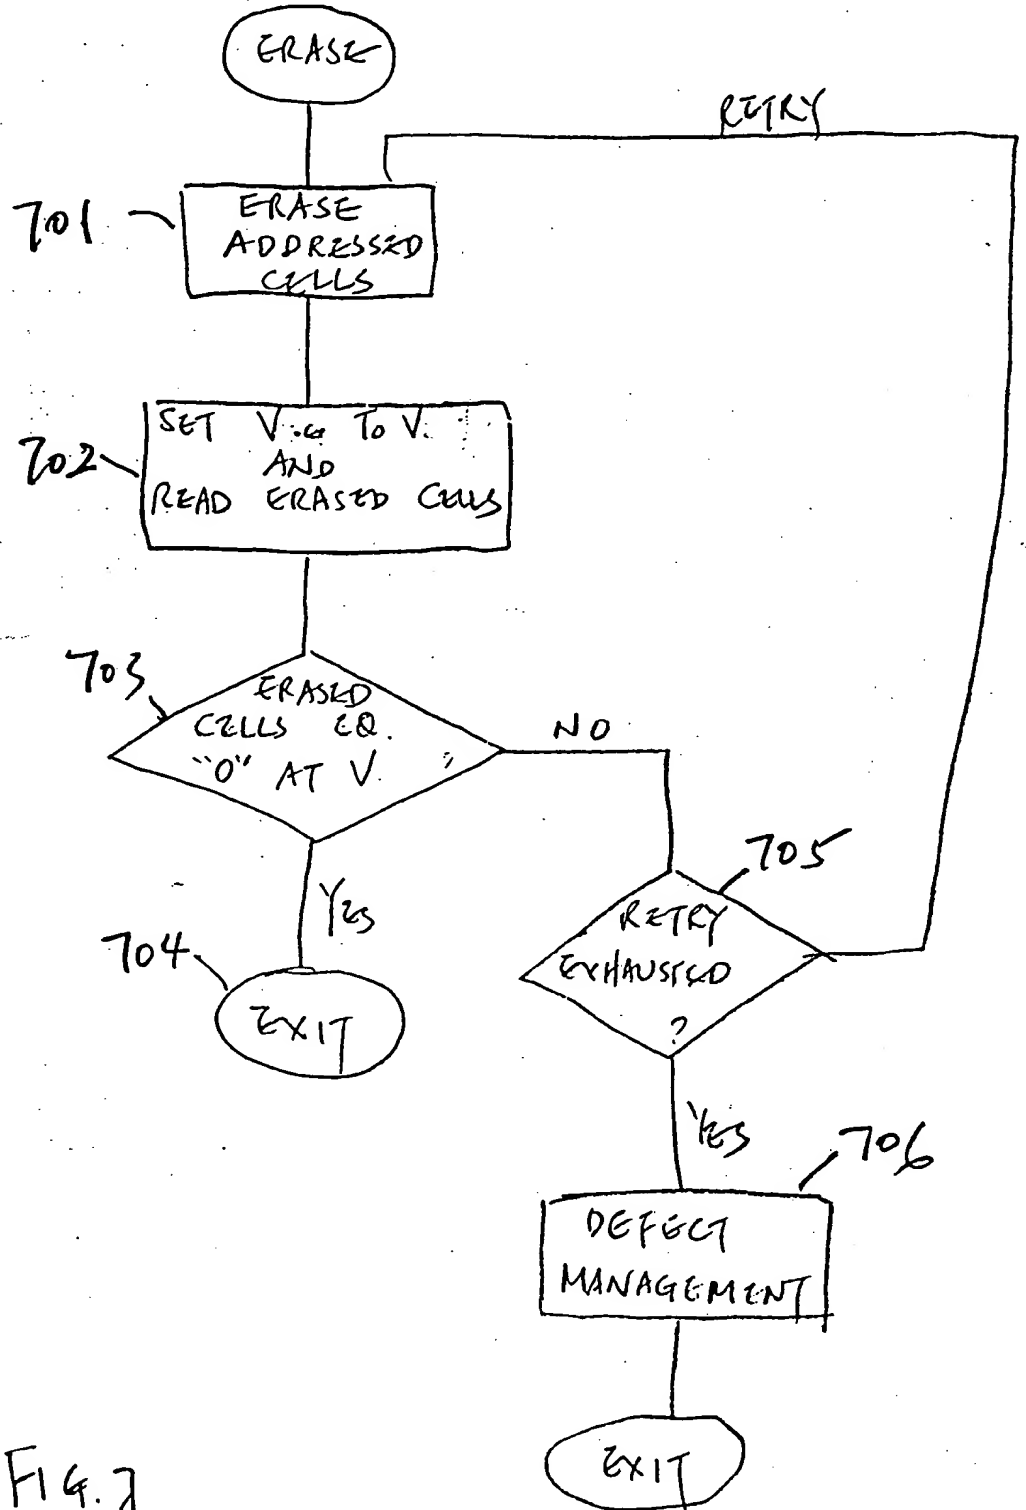 ERASE
RETRY
701
ERASE
ADDRESSED
CELLS
702
SET V TO V.
AND
READ ERASED CELLS
703
ERASED
CELLS EQ.
"0" AT V.
NO
YES
704
EXIT
705
RETRY
EXHAUSTED
?
YES
706
DEFECT
MANAGEMENT
EXIT
FIG. 7